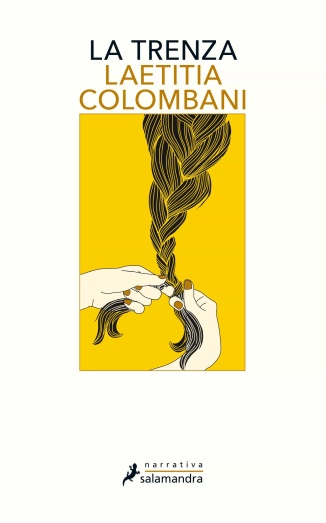 LA TRENZA
LAETITIA
COLOMBANI
narrativa
salamandra